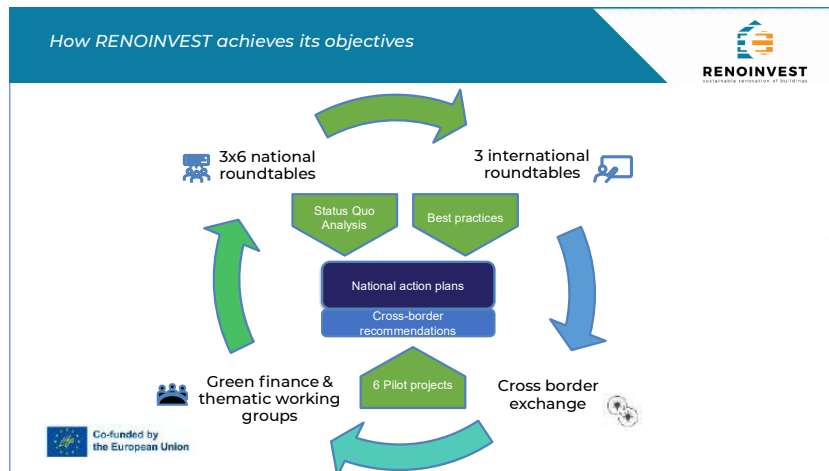 How RENOINVEST achieves its objectives
RENOINVEST
sustainable renovation of buildings
3x6 national
roundtables
3 international
roundtables
Status Quo
Analysis
Best practices
National action plans
Cross-border
recommendations
6 Pilot projects
Green finance &
thematic working
groups
Cross border
exchange
Co-funded by
the European Union